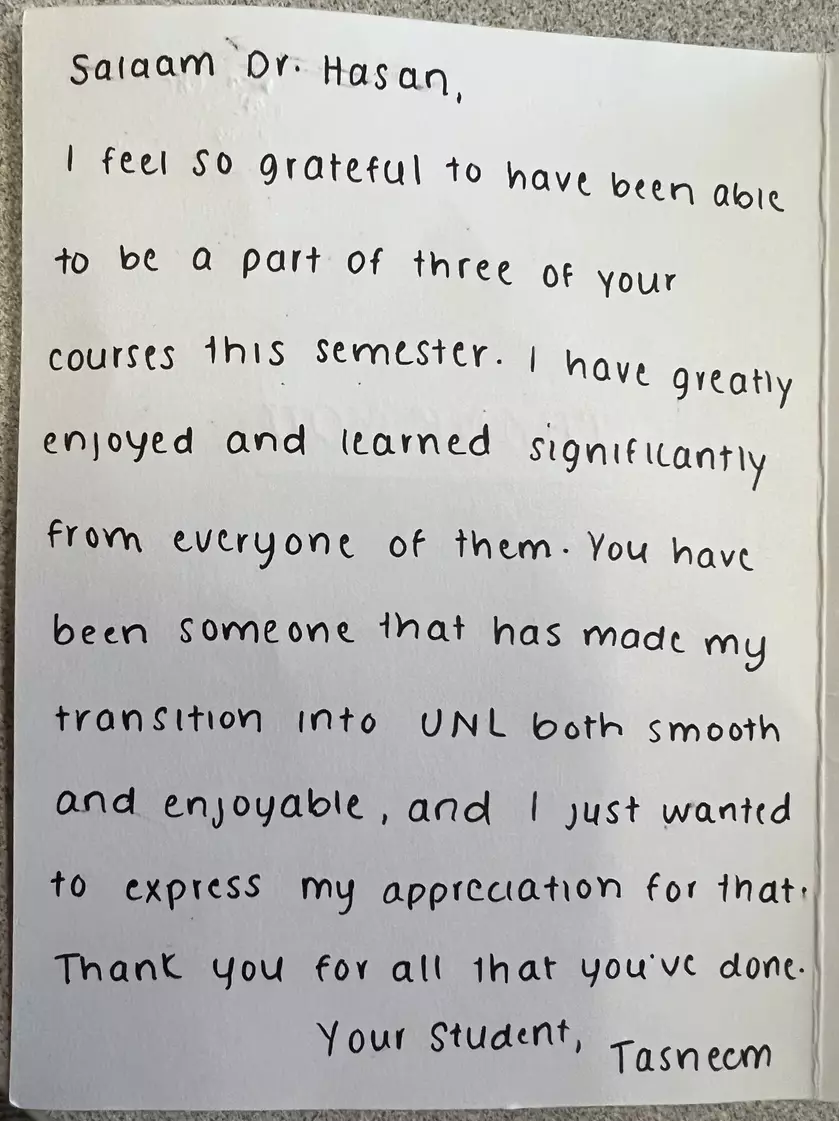 Salaam Dr. Hasan,
I feel so grateful to have been able
to be a part of three of your
courses this semester. I have greatly
enjoyed and learned significantly
from everyone of them. You have
been someone that has made my
transition into UNL both smooth
and enjoyable, and I just wanted
to express my appreciation for that.
Thank you for all that you've done.
Your Student, Tasneem